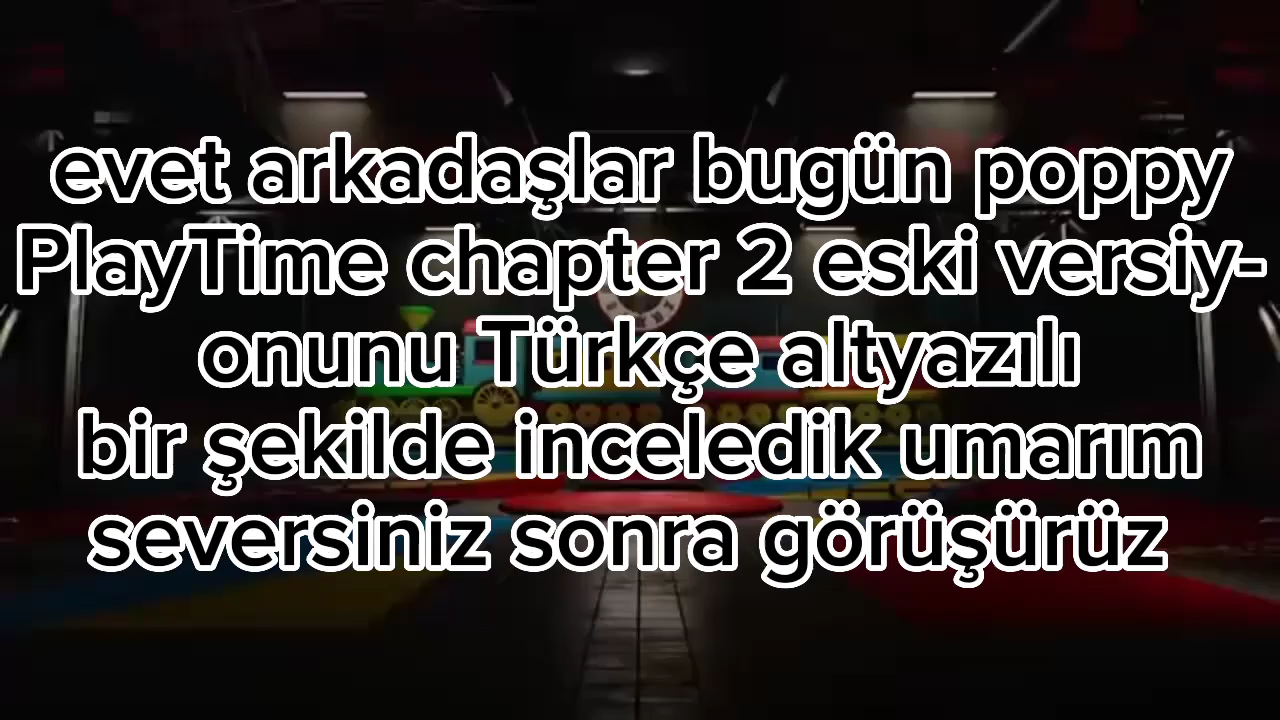 evet arkadaşlar bugün poppy
PlayTime chapter 2 eski versiy-
onunu Türkçe altyazılı
bir şekilde inceledik umarım
seversiniz sonra görüşürüz